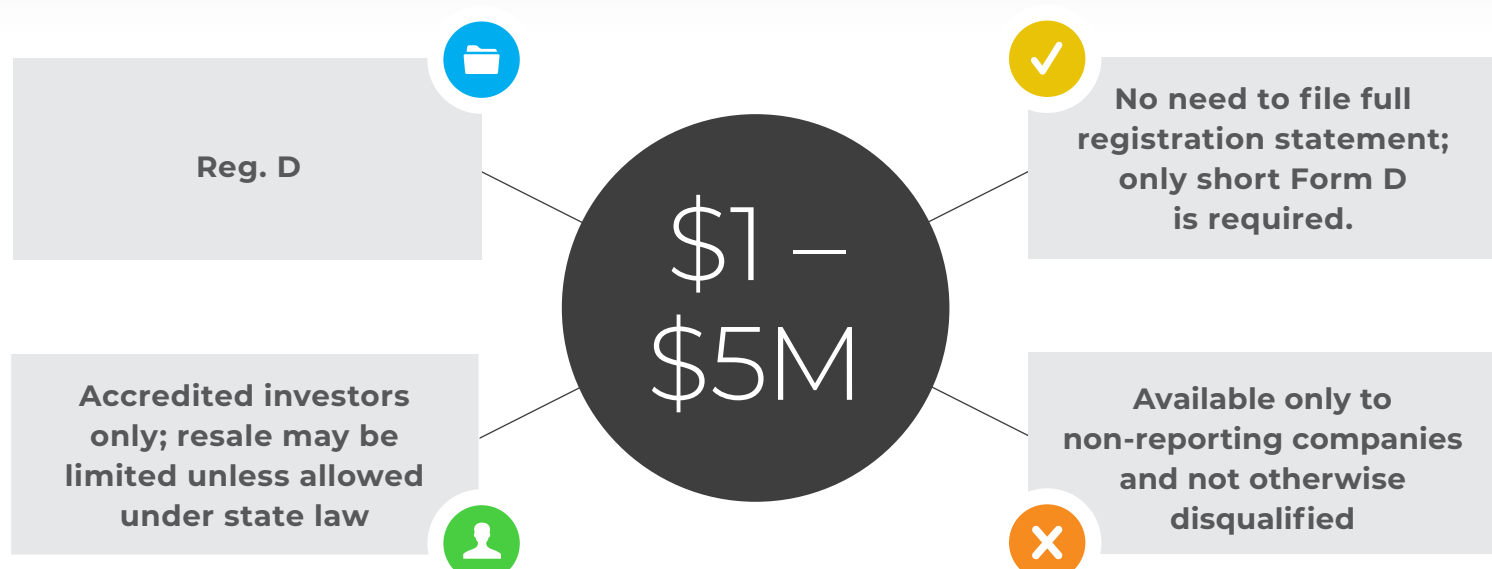 Reg. D
No need to file full
registration statement;
only short Form D
is required.
$1 –
$5M
Accredited investors
only; resale may be
limited unless allowed
under state law
Available only to
non-reporting companies
and not otherwise
disqualified